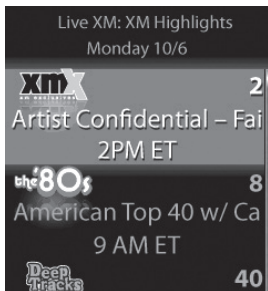 Live XM: XM Highlights
Monday 10/6
xmX 2
Artist Confidential – Fai
2PM ET
the '80s 8
American Top 40 w/ Ca
9 AM ET
Deep
Tracks 40